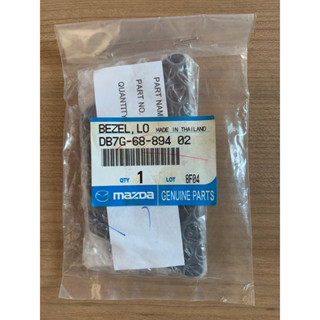 PART NAM
PART NO.
QUANTITY
BEZEL,LO MADE IN THAILAND
DB7G-68-894 02
QTY 1 LOT 8F04
mazda GENUINE PARTS